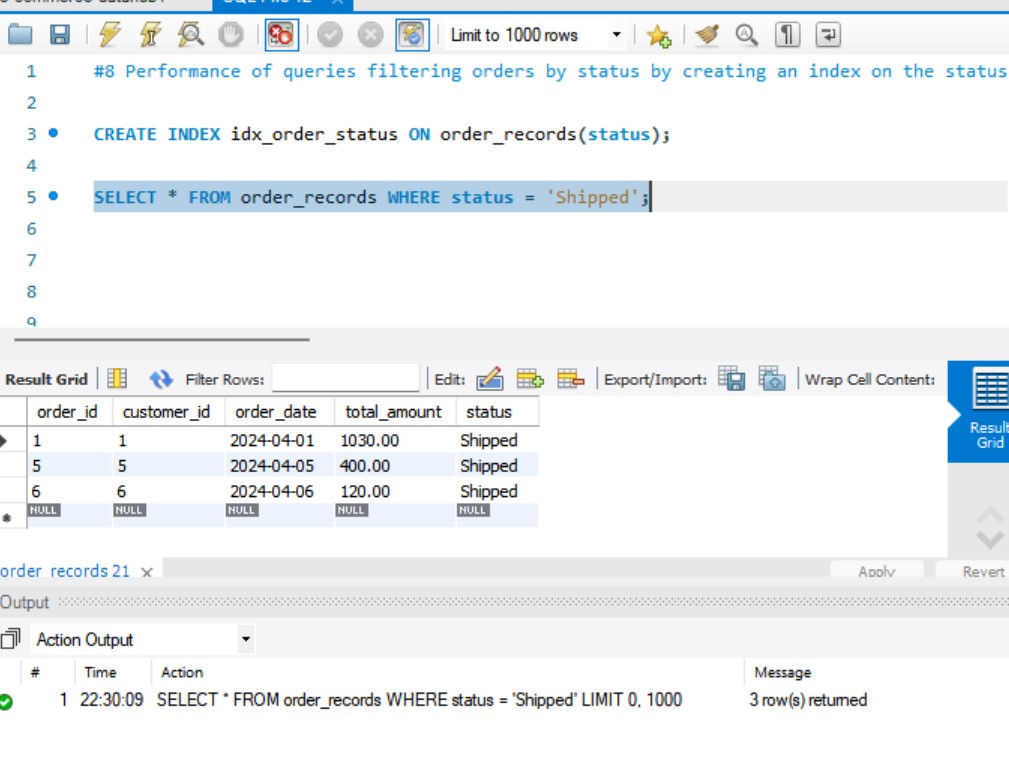 Limit to 1000 rows
1 #8 Performance of queries filtering orders by status by creating an index on the status
2
3 CREATE INDEX idx_order_status ON order_records(status);
4
5 SELECT * FROM order_records WHERE status = 'Shipped';
6
7
8
9
Result Grid Filter Rows: Edit: Export/Import: Wrap Cell Content:
order_id customer_id order_date total_amount status
1 1 2024-04-01 1030.00 Shipped
5 5 2024-04-05 400.00 Shipped
6 6 2024-04-06 120.00 Shipped
NULL NULL NULL NULL NULL
Result
Grid
order_records 21 Apply Revert
Output
Action Output
# Time Action Message
1 22:30:09 SELECT * FROM order_records WHERE status = 'Shipped' LIMIT 0, 1000 3 row(s) returned